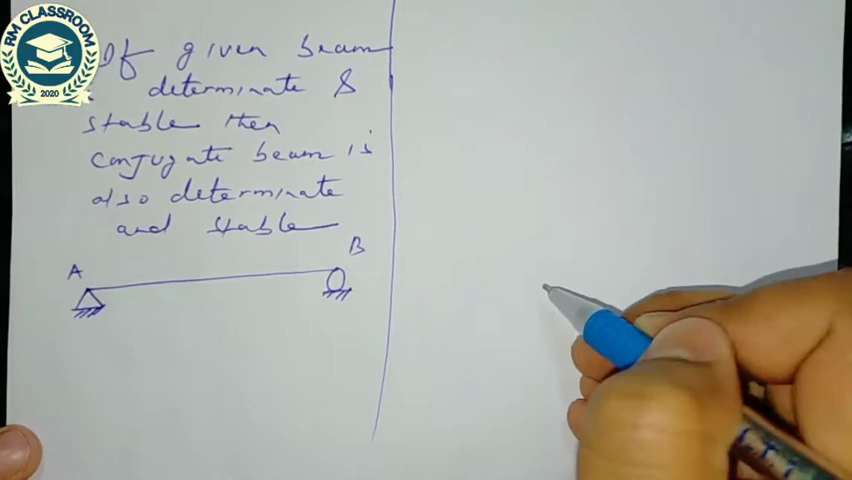 RM CLASSROOM
2020
If given beam
determinate &
stable then
conjugate beam is
also determinate
and stable
A
B